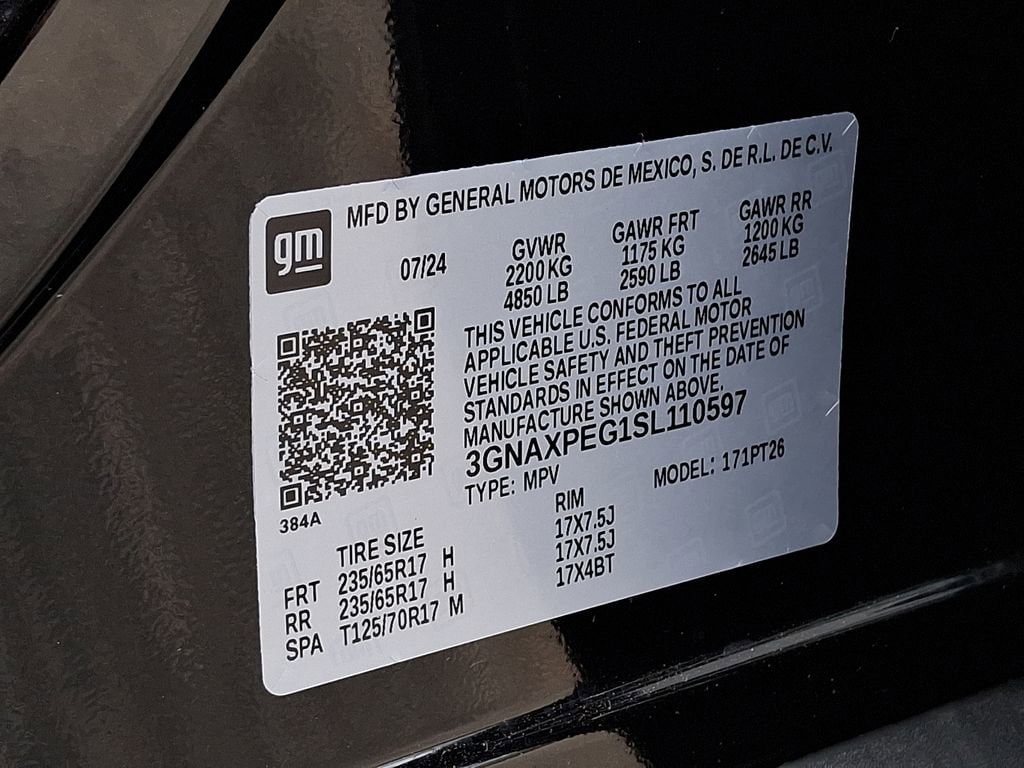 gm
MFD BY GENERAL MOTORS DE MEXICO, S. DE R.L. DE C.V.
07/24
GVWR GAWR FRT GAWR RR
2200 KG 1175 KG 1200 KG
4850 LB 2590 LB 2645 LB
THIS VEHICLE CONFORMS TO ALL
APPLICABLE U.S. FEDERAL MOTOR
VEHICLE SAFETY AND THEFT PREVENTION
STANDARDS IN EFFECT ON THE DATE OF
MANUFACTURE SHOWN ABOVE.
3GNAXPEG1SL110597
TYPE: MPV MODEL: 171PT26
384A
TIRE SIZE RIM
FRT 235/65R17 H 17X7.5J
RR 235/65R17 H 17X7.5J
SPA T125/70R17 M 17X4BT